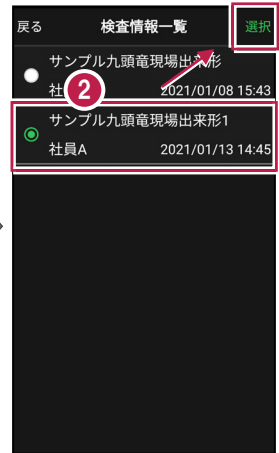 戻る 検査情報一覧 選択
サンプル九頭竜現場出来形
社
2 2021/01/08 15:43
サンプル九頭竜現場出来形1
社員A 2021/01/13 14:45